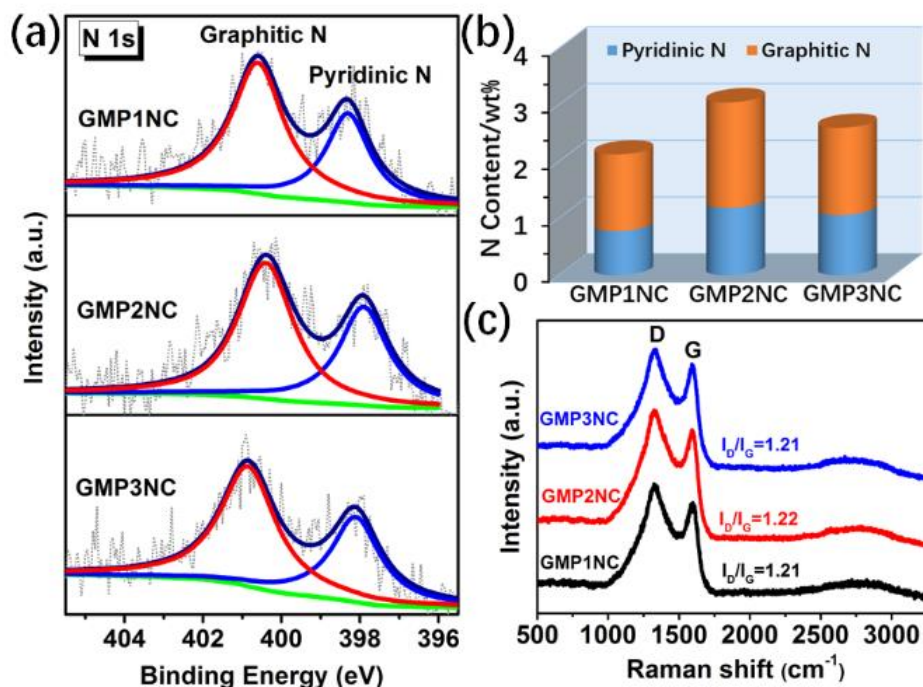 (a)
N 1s
Graphitic N
Pyridinic N
GMP1NC
GMP2NC
GMP3NC
Intensity (a.u.)
404 402 400 398 396
Binding Energy (eV)
(b)
Pyridinic N Graphitic N
N Content/wt%
4
3
2
1
0
GMP1NC GMP2NC GMP3NC
(c)
D G
GMP3NC
I_D/I_G=1.21
GMP2NC
I_D/I_G=1.22
GMP1NC
I_D/I_G=1.21
Intensity (a.u.)
500 1000 1500 2000 2500 3000
Raman shift (cm⁻¹)